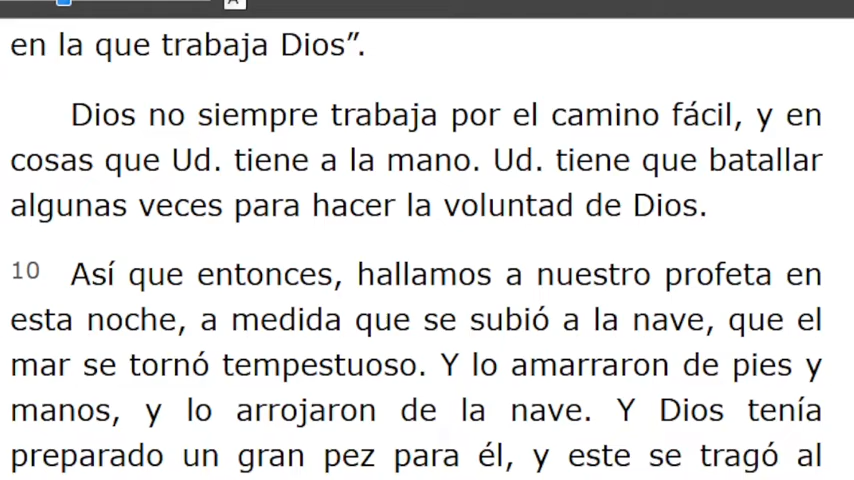 en la que trabaja Dios”.
Dios no siempre trabaja por el camino fácil, y en
cosas que Ud. tiene a la mano. Ud. tiene que batallar
algunas veces para hacer la voluntad de Dios.
10 Así que entonces, hallamos a nuestro profeta en
esta noche, a medida que se subió a la nave, que el
mar se tornó tempestuoso. Y lo amarraron de pies y
manos, y lo arrojaron de la nave. Y Dios tenía
preparado un gran pez para él, y este se tragó al